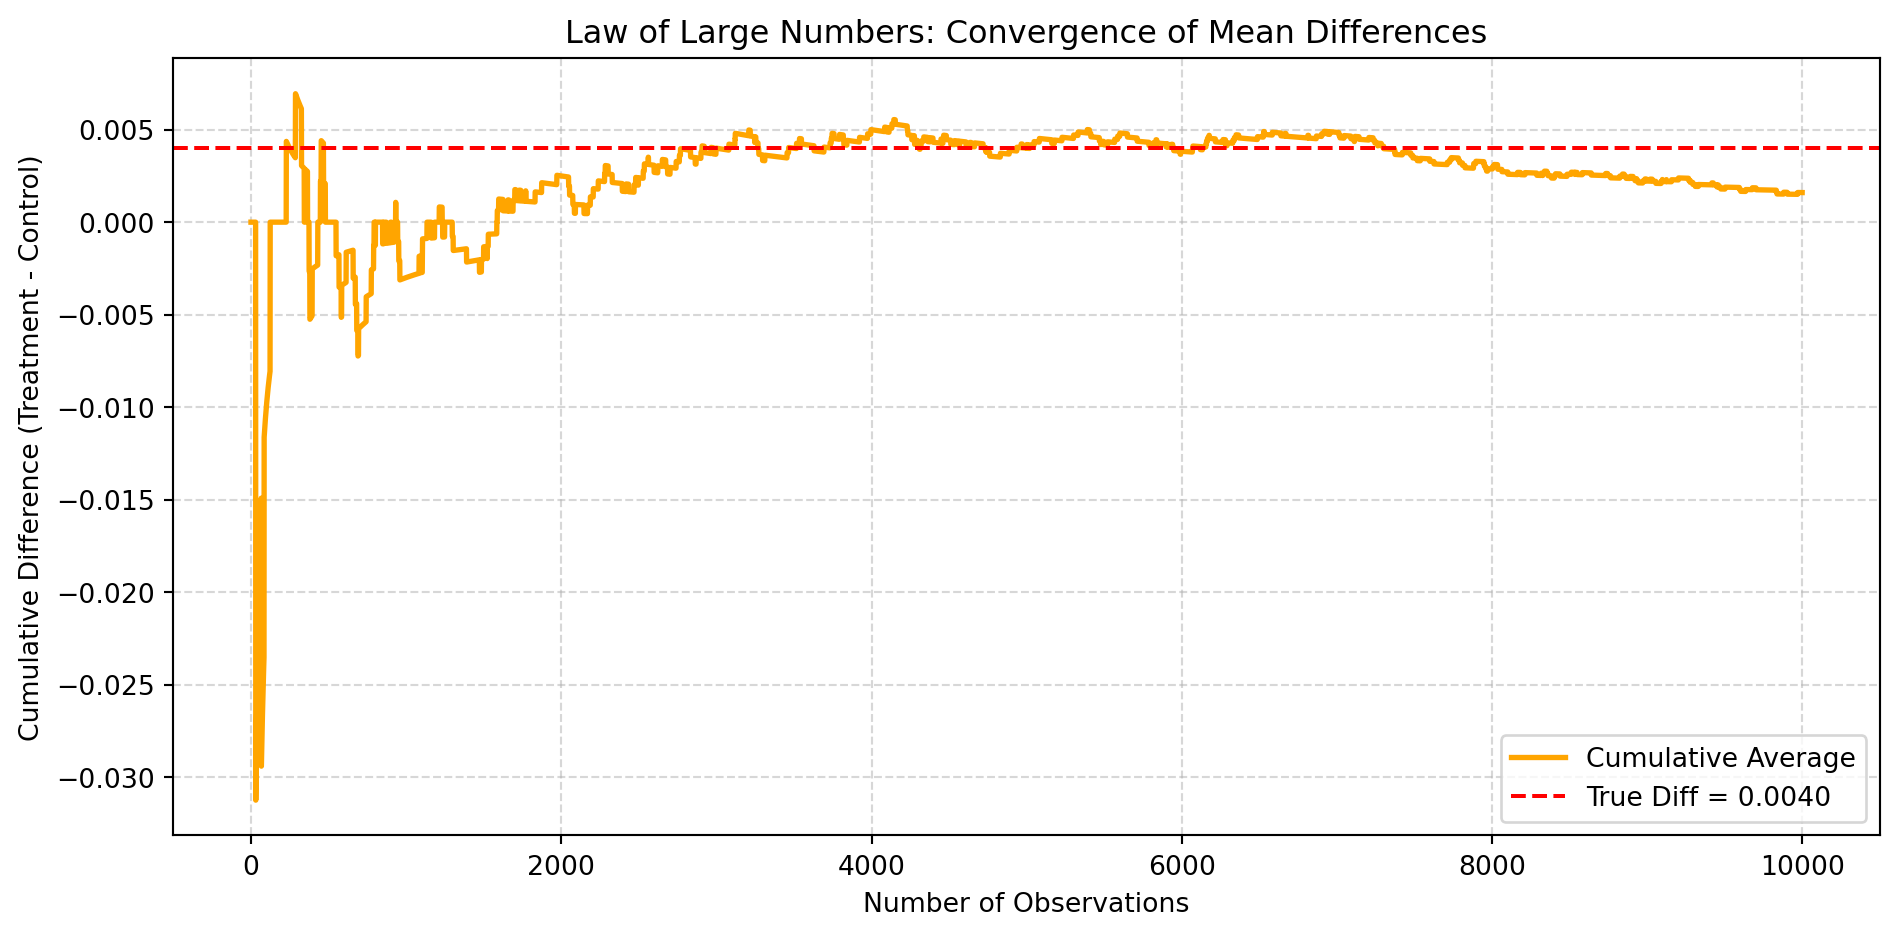 Law of Large Numbers: Convergence of Mean Differences
Cumulative Difference (Treatment - Control)
0.005
0.000
−0.005
−0.010
−0.015
−0.020
−0.025
−0.030
Cumulative Average
True Diff = 0.0040
0
2000
4000
6000
8000
10000
Number of Observations